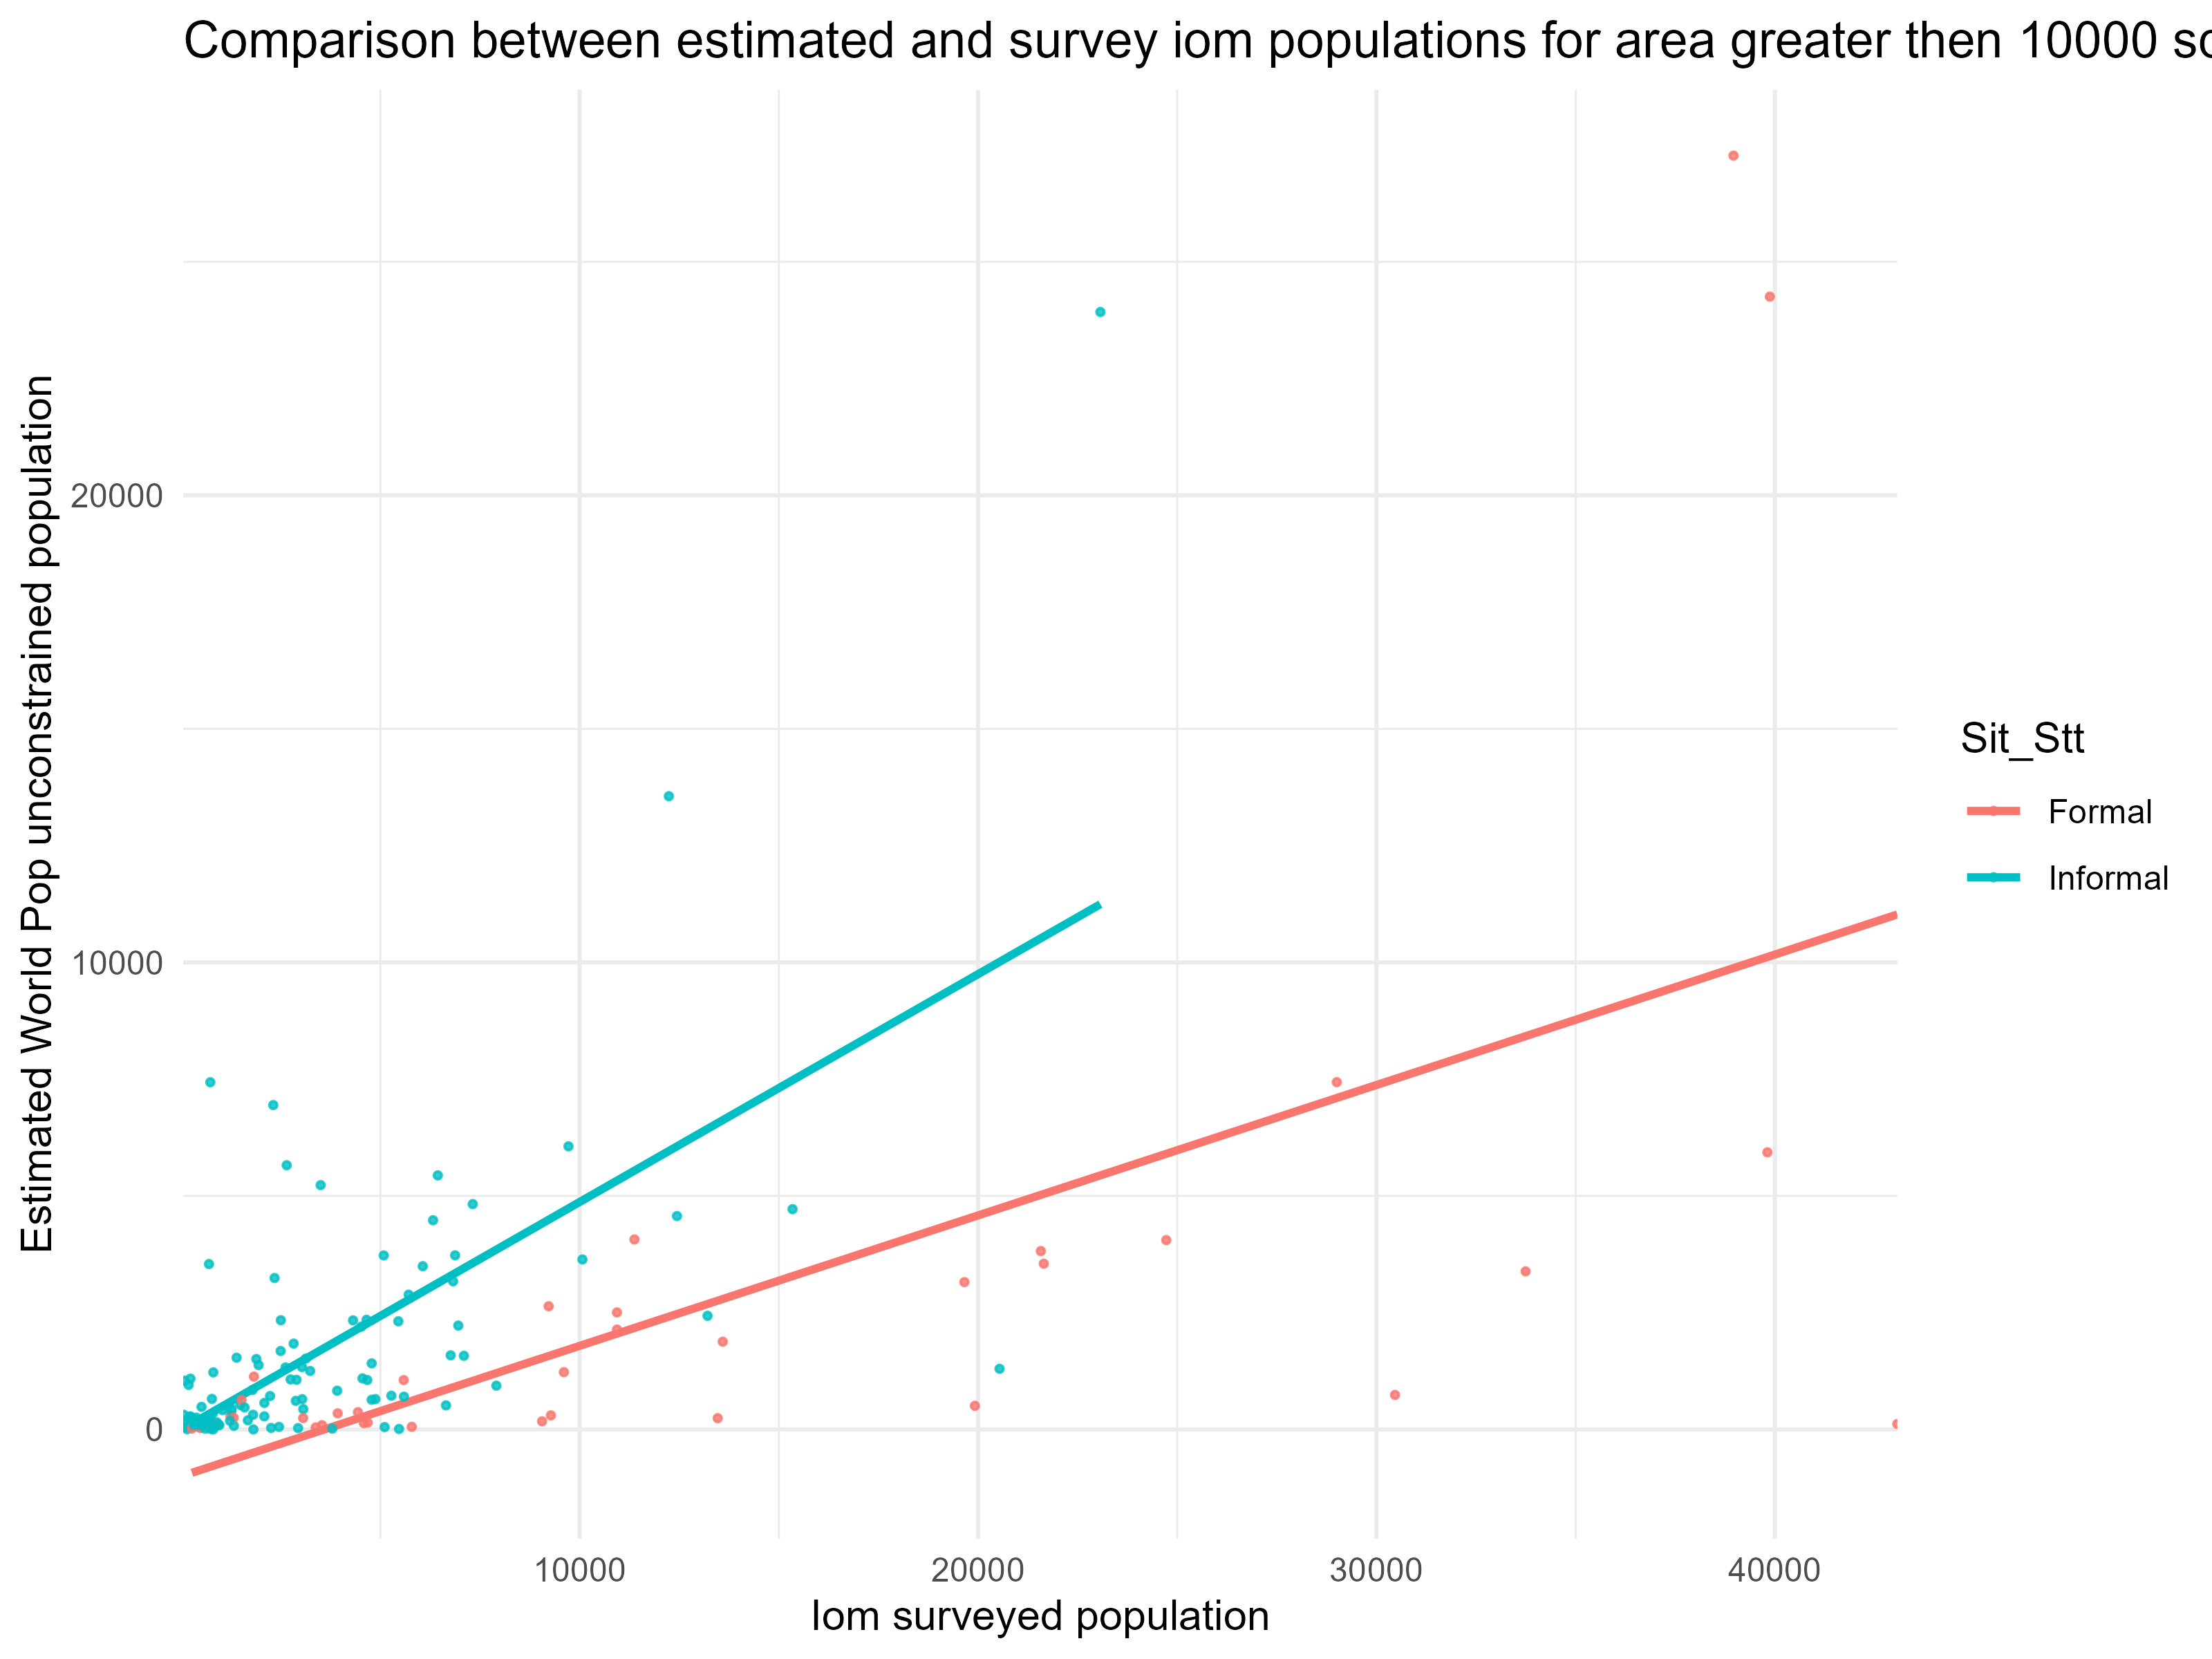 Comparison between estimated and survey iom populations for area greater then 10000
Estimated World Pop unconstrained population
20000
10000
0
10000
20000
30000
40000
Iom surveyed population
Sit_Stt
Formal
Informal